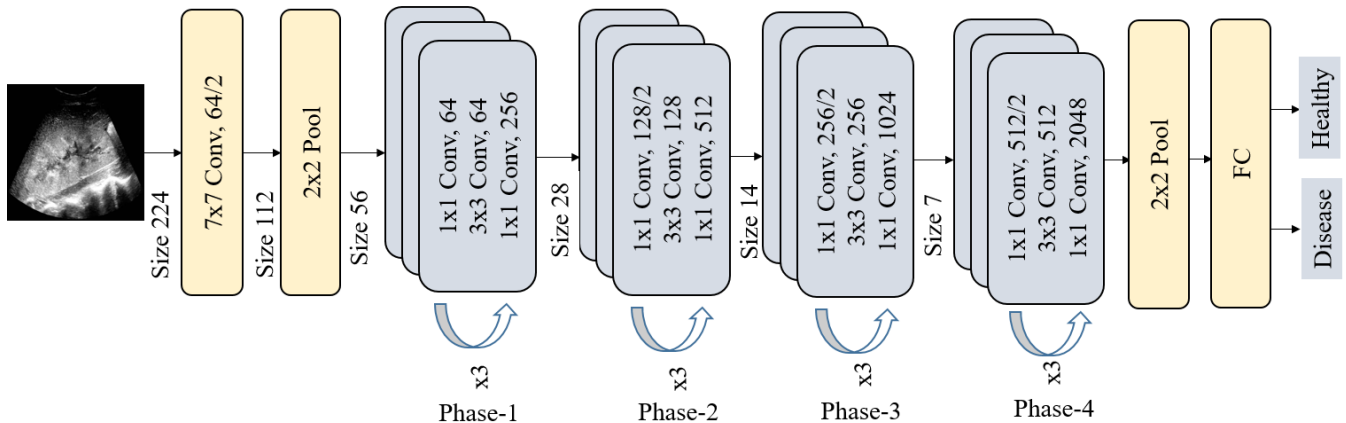 Size 224
7x7 Conv, 64/2
Size 112
2x2 Pool
Size 56
1x1 Conv, 64
3x3 Conv, 64
1x1 Conv, 256
x3
Phase-1
Size 28
1x1 Conv, 128/2
3x3 Conv, 128
1x1 Conv, 512
x3
Phase-2
Size 14
1x1 Conv, 256/2
3x3 Conv, 256
1x1 Conv, 1024
x3
Phase-3
Size 7
1x1 Conv, 512/2
3x3 Conv, 512
1x1 Conv, 2048
x3
Phase-4
2x2 Pool
FC
Healthy
Disease